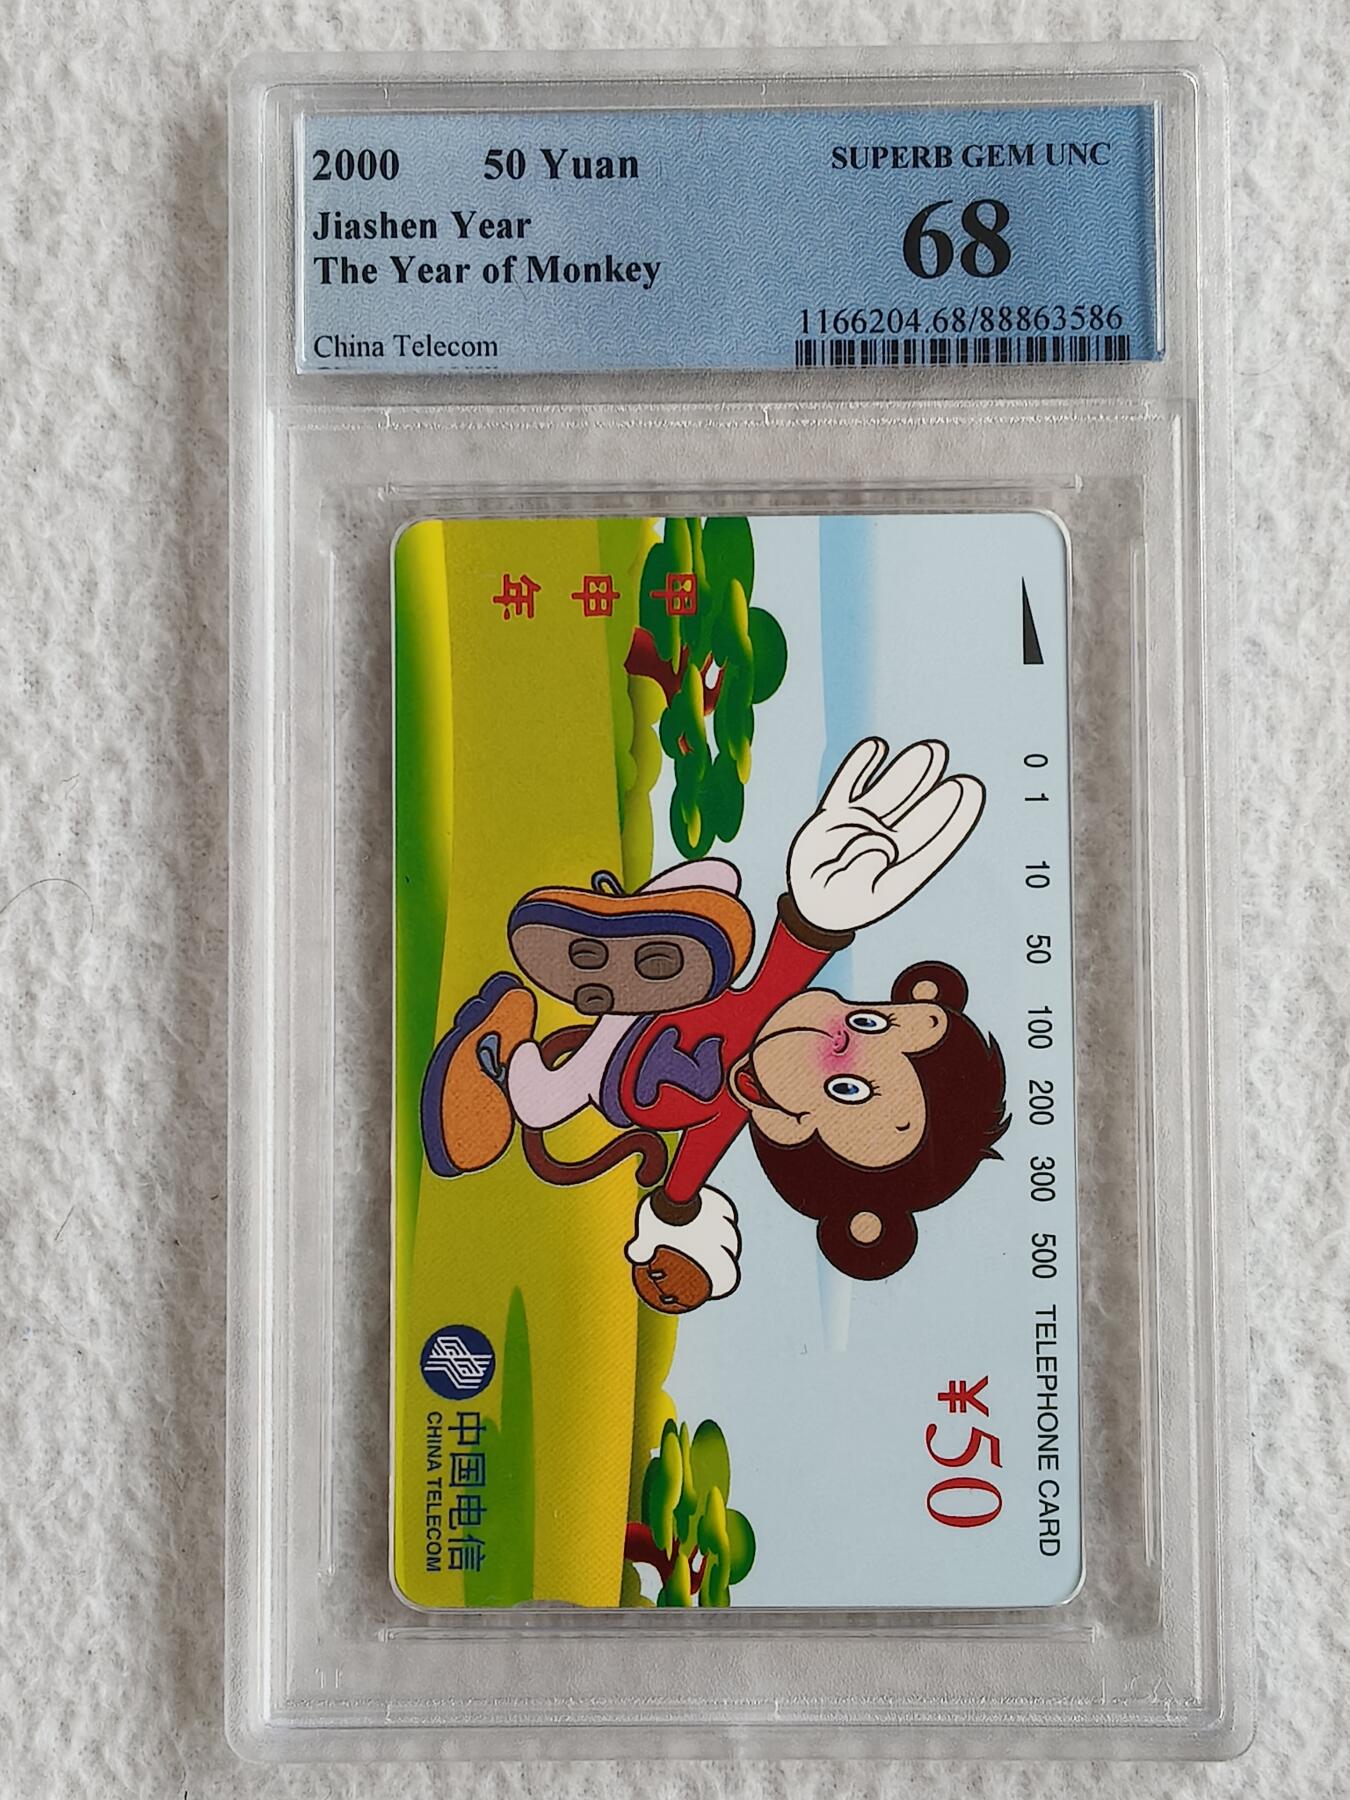 2000 50 Yuan
Jiashen Year
The Year of Monkey
China Telecom
SUPERB GEM UNC
68
1166204.68/88863586
0 1 10 50 100 200 300 500 TELEPHONE CARD
¥50
甲申年
I
中国电信
CHINA TELECOM